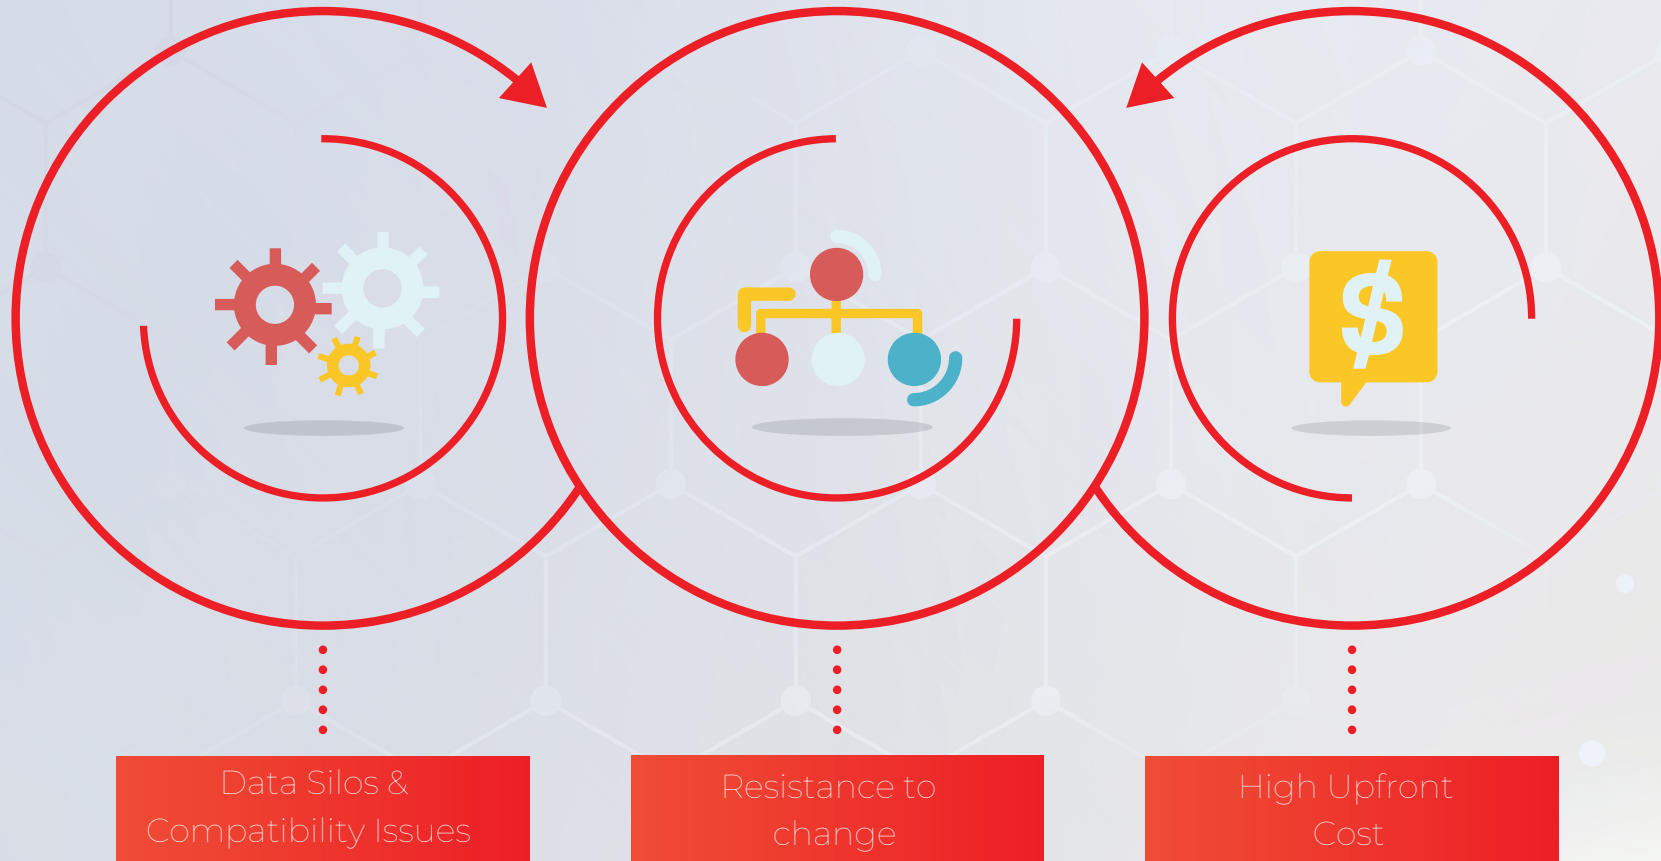 $
Data Silos &
Compatibility Issues
Resistance to
change
High Upfront
Cost